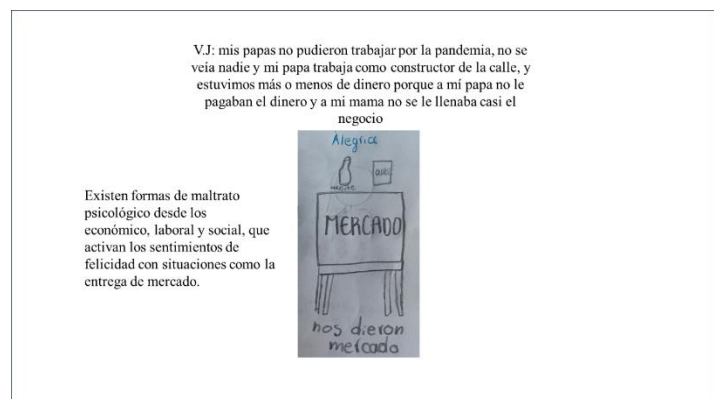 V.J: mis papas no pudieron trabajar por la pandemia, no se
veía nadie y mi papa trabaja como constructor de la calle, y
estuvimos más o menos de dinero porque a mí papa no le
pagaban el dinero y a mi mama no se le llenaba casi el
negocio
Alegria
MERCADO
nos dieron
mercado
Existen formas de maltrato
psicológico desde los
económico, laboral y social, que
activan los sentimientos de
felicidad con situaciones como la
entrega de mercado.